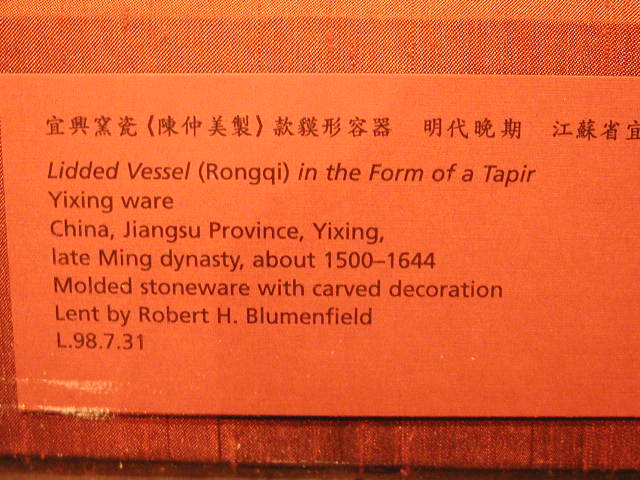 宜興窯瓷《陳仲美製》款貘形容器 明代晚期 江蘇省宜
Lidded Vessel (Rongqi) in the Form of a Tapir
Yixing ware
China, Jiangsu Province, Yixing,
late Ming dynasty, about 1500–1644
Molded stoneware with carved decoration
Lent by Robert H. Blumenfield
L.98.7.31